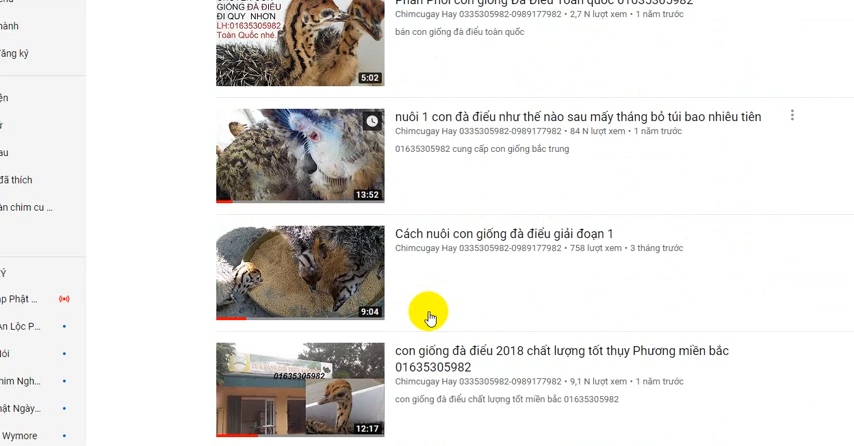 hành
ăng ký
ện
ử
au
đã thích
àn chim cu ...
Ý
áp Phật ...
An Lộc P...
Nói
him Ngh...
hật Ngày...
Wymore
GIỐNG ĐÀ ĐIỂU
ĐI QUY NHƠN
LH:01635305982
Toàn Quốc nhé.
5:02
Phân Phối con giống Đà Điểu Toàn quốc 01635305982
Chimcugay Hay 0335305982-0989177982 • 2,7 N lượt xem • 1 năm trước
bán con giống đà điểu toàn quốc
13:52
nuôi 1 con đà điểu như thế nào sau mấy tháng bỏ túi bao nhiêu tiên
Chimcugay Hay 0335305982-0989177982 • 84 N lượt xem • 1 năm trước
01635305982 cung cấp con giống bắc trung
9:04
Cách nuôi con giống đà điểu giải đoạn 1
Chimcugay Hay 0335305982-0989177982 • 758 lượt xem • 3 tháng trước
01635305982
12:17
con giống đà điểu 2018 chất lượng tốt thụy Phương miền bắc
01635305982
Chimcugay Hay 0335305982-0989177982 • 9,1 N lượt xem • 1 năm trước
con giống đà điểu chất lượng tốt miền bắc 01635305982